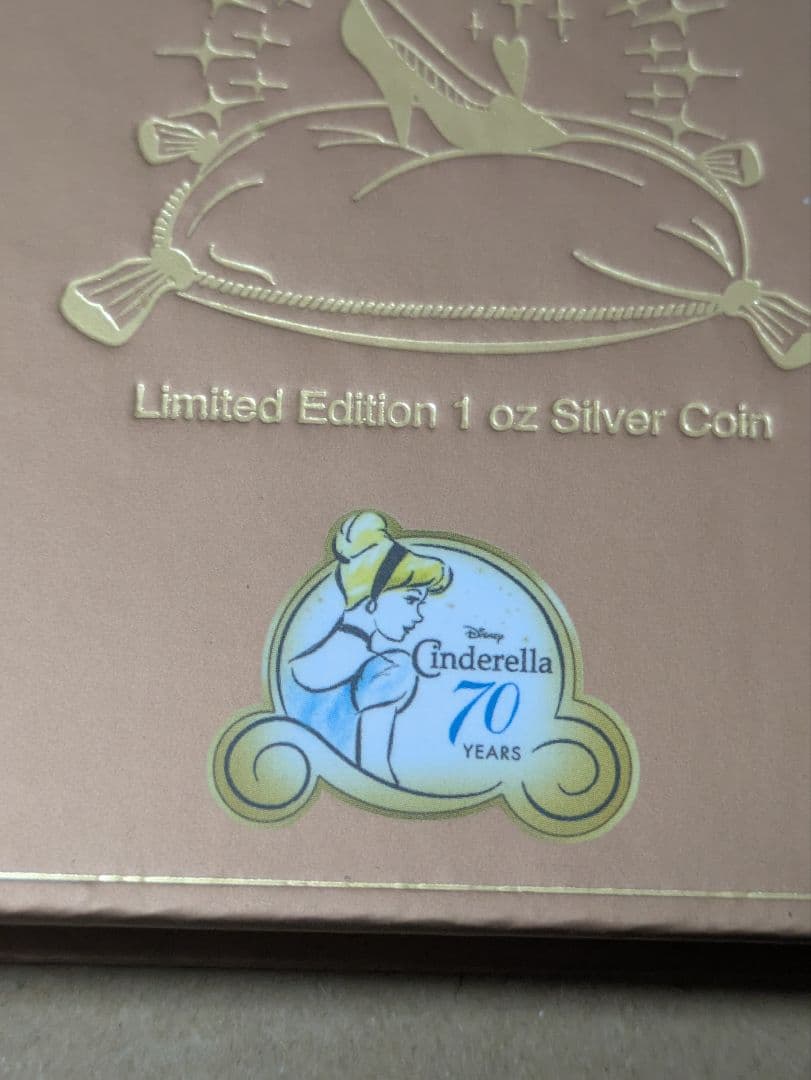 Limited Edition 1 oz Silver Coin
Disney
Cinderella
70
YEARS